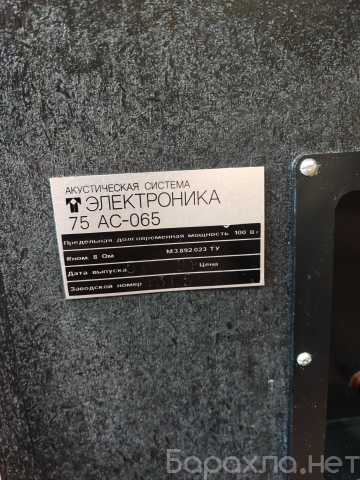 АКУСТИЧЕСКАЯ СИСТЕМА
ЭЛЕКТРОНИКА
75 АС-065
Предельная долговременная мощность 100 Вт
Rном 8 Ом М3.892.023 ТУ
Дата выпуска Цена
Заводской номер
Барахла.нет